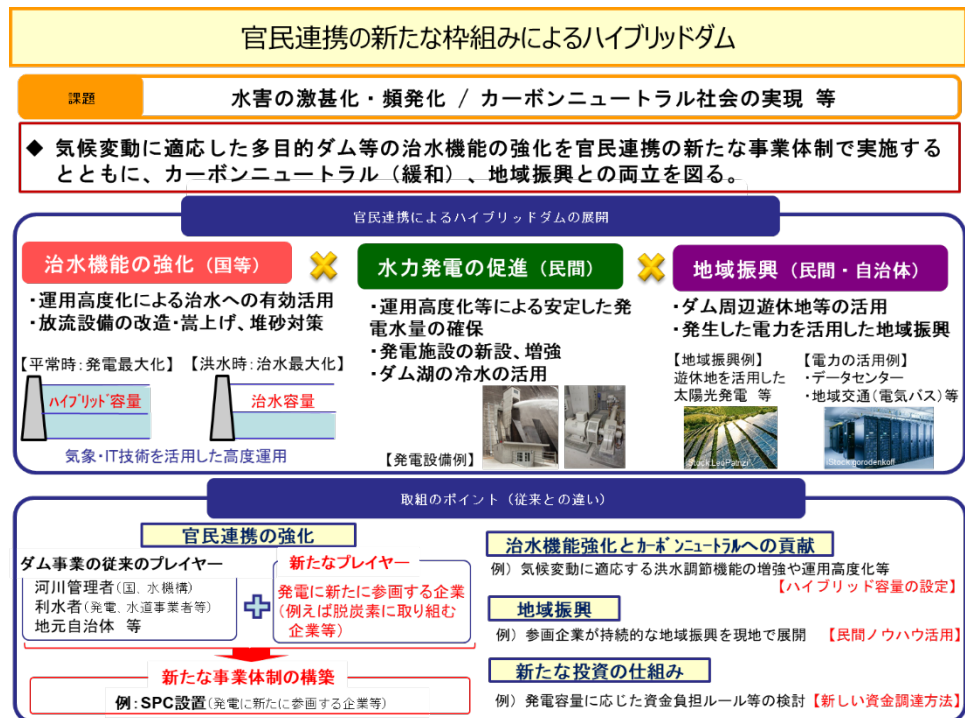 官民連携の新たな枠組みによるハイブリッドダム
課題
水害の激甚化・頻発化 / カーボンニュートラル社会の実現 等
◆ 気候変動に適応した多目的ダム等の治水機能の強化を官民連携の新たな事業体制で実施する
とともに、カーボンニュートラル（緩和）、地域振興との両立を図る。
官民連携によるハイブリッドダムの展開
治水機能の強化（国等）
・運用高度化による治水への有効活用
・放流設備の改造・嵩上げ、堆砂対策
【平常時：発電最大化】
【洪水時：治水最大化】
ハイブリッド容量
治水容量
気象・IT技術を活用した高度運用
水力発電の促進（民間）
・運用高度化等による安定した発
電水量の確保
・発電施設の新設、増強
・ダム湖の冷水の活用
【発電設備例】
地域振興（民間・自治体）
・ダム周辺遊休地等の活用
・発生した電力を活用した地域振興
【地域振興例】
遊休地を活用した
太陽光発電 等
iStock:LeoPatrizi
【電力の活用例】
・データセンター
・地域交通（電気バス）等
iStock:gorodenkoff
取組のポイント（従来との違い）
官民連携の強化
ダム事業の従来のプレイヤー
河川管理者（国、水機構）
利水者（発電、水道事業者等）
地元自治体 等
新たなプレイヤー
発電に新たに参画する企業
（例えば脱炭素に取り組む
企業等）
新たな事業体制の構築
例：SPC設置（発電に新たに参画する企業等）
治水機能強化とカーボンニュートラルへの貢献
例）気候変動に適応する洪水調節機能の増強や運用高度化等
【ハイブリッド容量の設定】
地域振興
例）参画企業が持続的な地域振興を現地で展開 【民間ノウハウ活用】
新たな投資の仕組み
例）発電容量に応じた資金負担ルール等の検討【新しい資金調達方法】